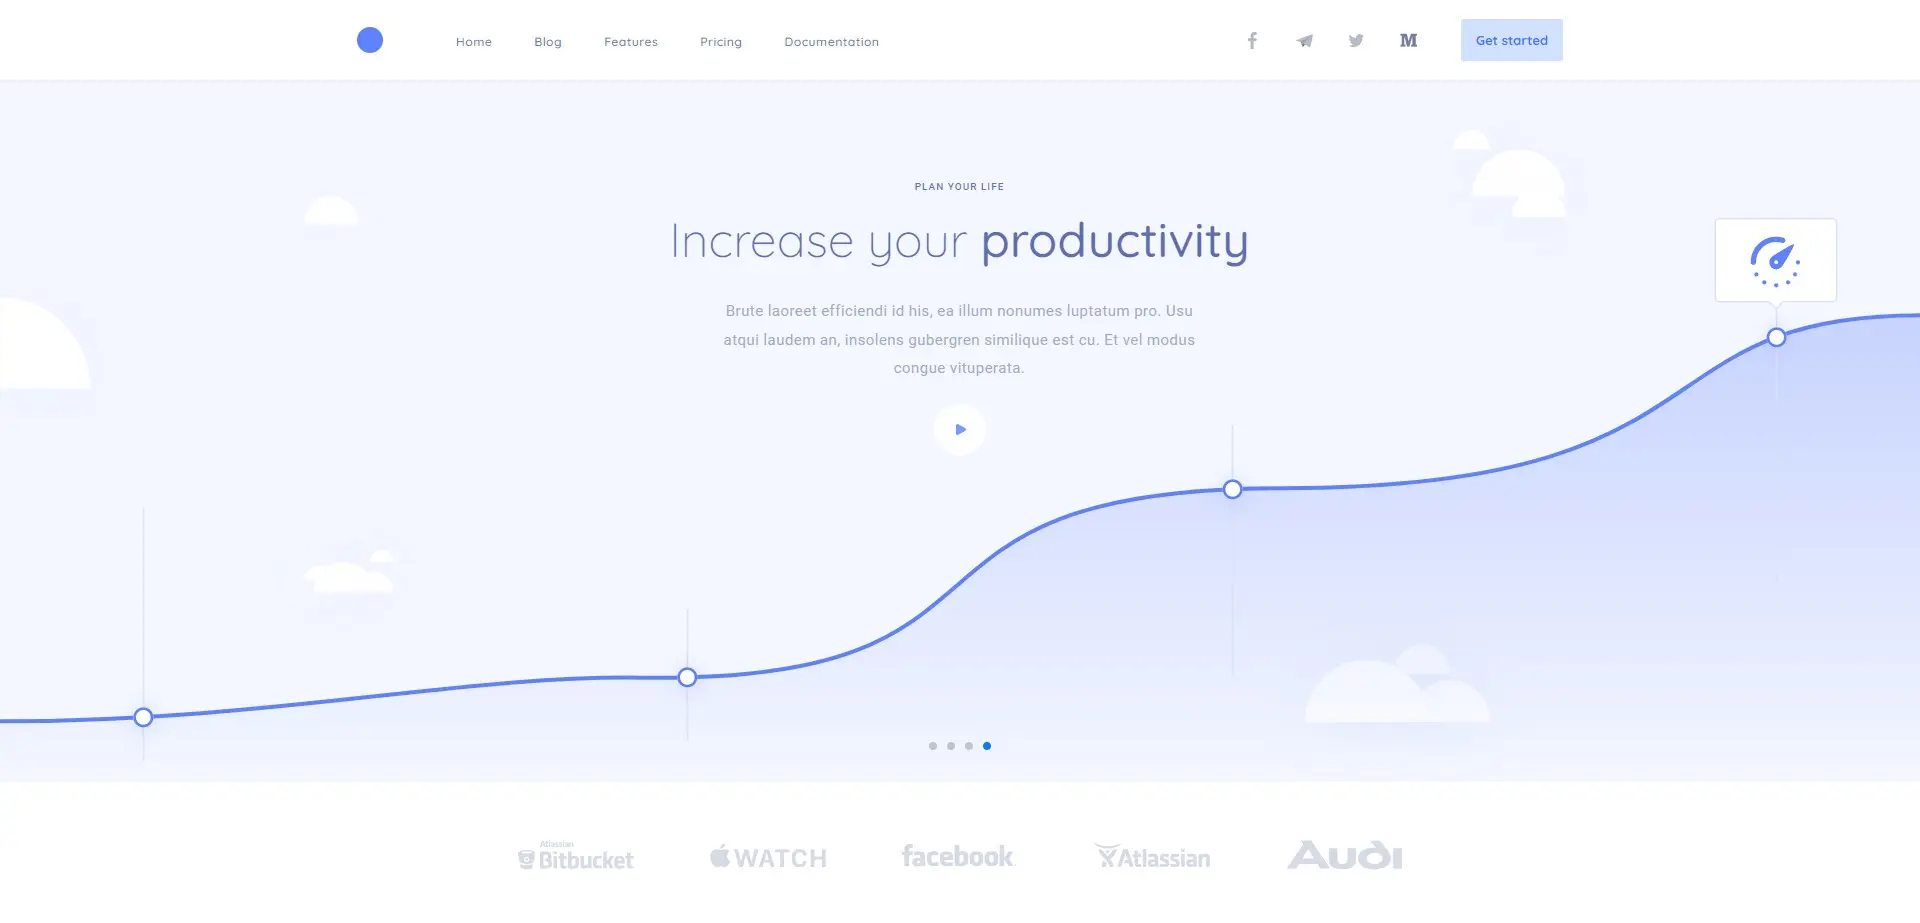 Home
Blog
Features
Pricing
Documentation
M
Get started
PLAN YOUR LIFE
Increase your productivity
Brute laoreet efficiendi id his, ea illum nonumes luptatum pro. Usu
atqui laudem an, insolens gubergren similique est cu. Et vel modus
congue vituperata.
Atlassian
Bitbucket
WATCH
facebook
Atlassian
Audi